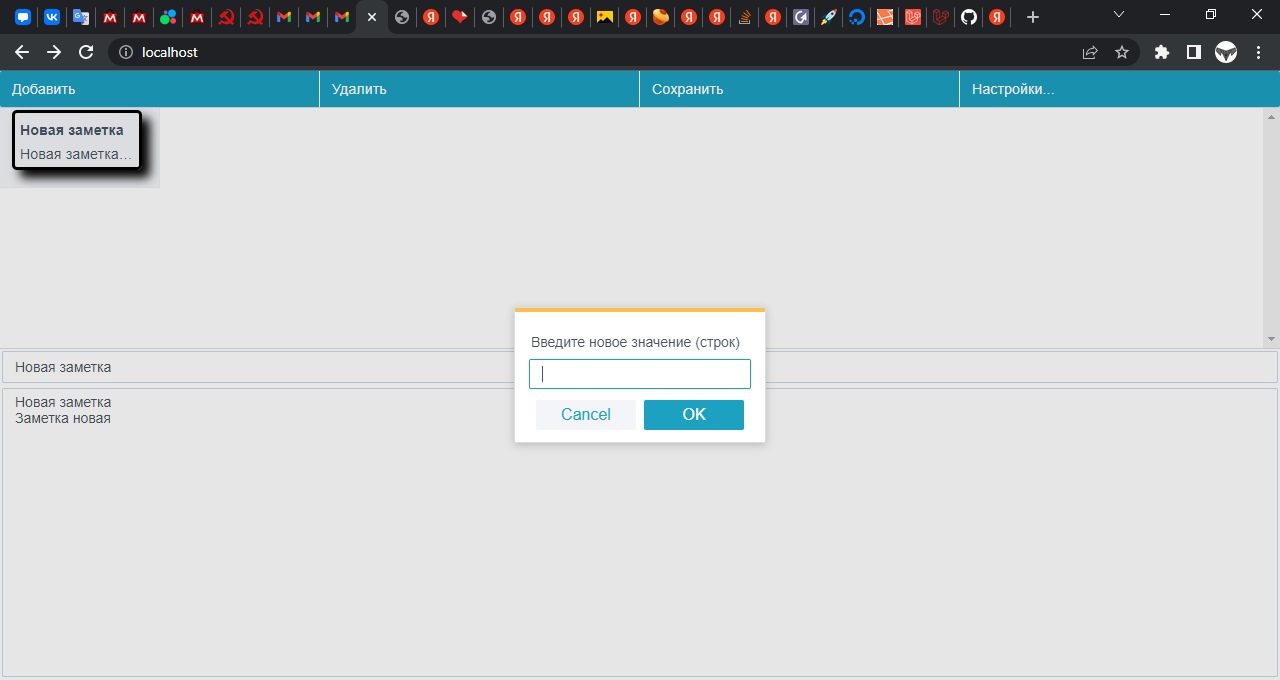 localhost
Добавить
Удалить
Сохранить
Настройки...
Новая заметка
Новая заметка...
Введите новое значение (строк)
Cancel
OK
Новая заметка
Новая заметка
Заметка новая